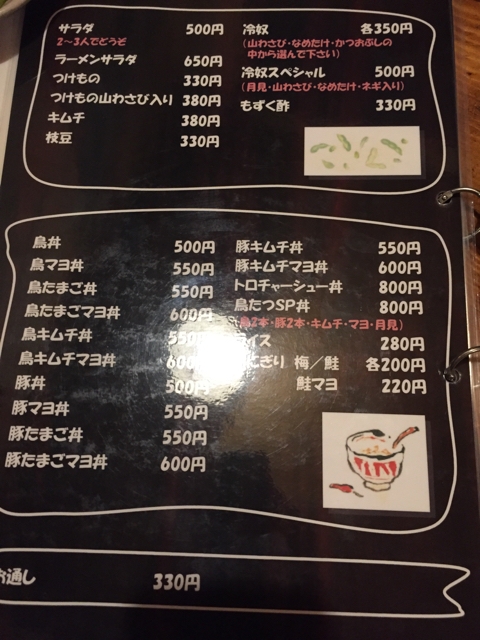 サラダ 500円
2〜3人でどうぞ
ラーメンサラダ 650円
つけもの 330円
つけもの山わさび入り 380円
キムチ 380円
枝豆 330円
冷奴 各350円
(山わさび・なめたけ・かつおぶしの
中から選んで下さい)
冷奴スペシャル 500円
(月見・山わさび・なめたけ・ネギ入り)
もずく酢 330円
鳥丼 500円
鳥マヨ丼 550円
鳥たまご丼 550円
鳥たまごマヨ丼 600円
鳥キムチ丼 550円
鳥キムチマヨ丼 600
豚丼 500円
豚マヨ丼 550円
豚たまご丼 550円
豚たまごマヨ丼 600円
豚キムチ丼 550円
豚キムチマヨ丼 600円
トロチャーシュー丼 800円
鳥たつSP丼 800円
(鳥2本・豚2本・キムチ・マヨ・月見)
イス 280円
にぎり 梅/鮭 各200円
鮭マヨ 220円
お通し 330円